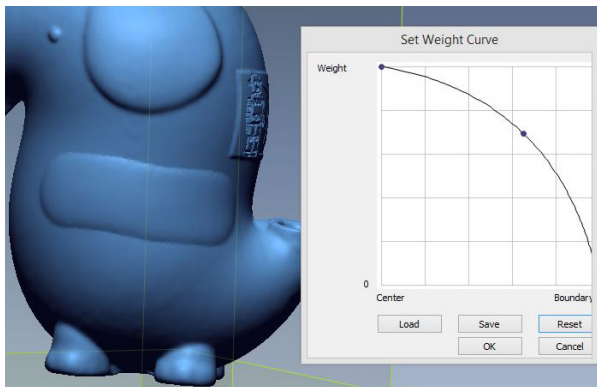 Set Weight Curve
Weight
0
Center Boundary
Load Save Reset
OK Cancel